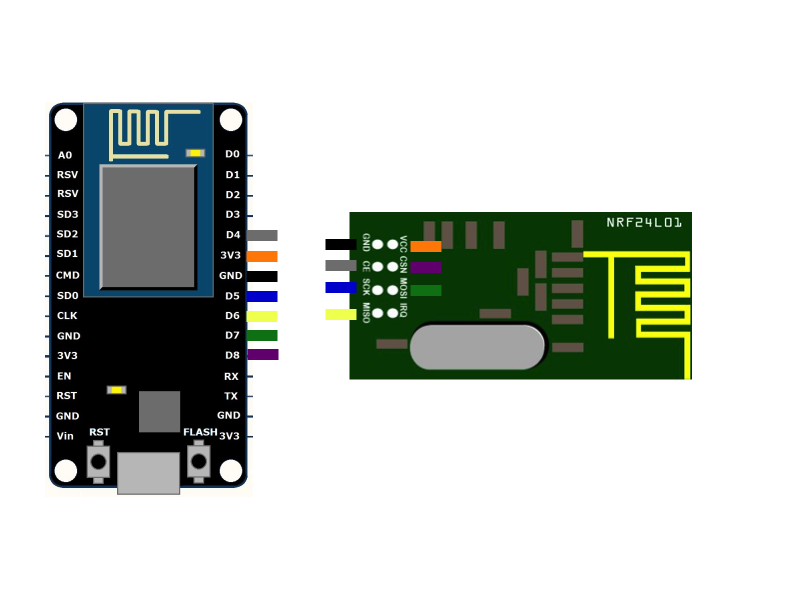 A0
RSV
RSV
SD3
SD2
SD1
CMD
SD0
CLK
GND
3V3
EN
RST
GND
Vin
D0
D1
D2
D3
D4
3V3
GND
D5
D6
D7
D8
RX
TX
GND
3V3
RST
FLASH
NRF24L01
GND
CE
SCK
MISO
VCC
CSN
MOSI
IRQ